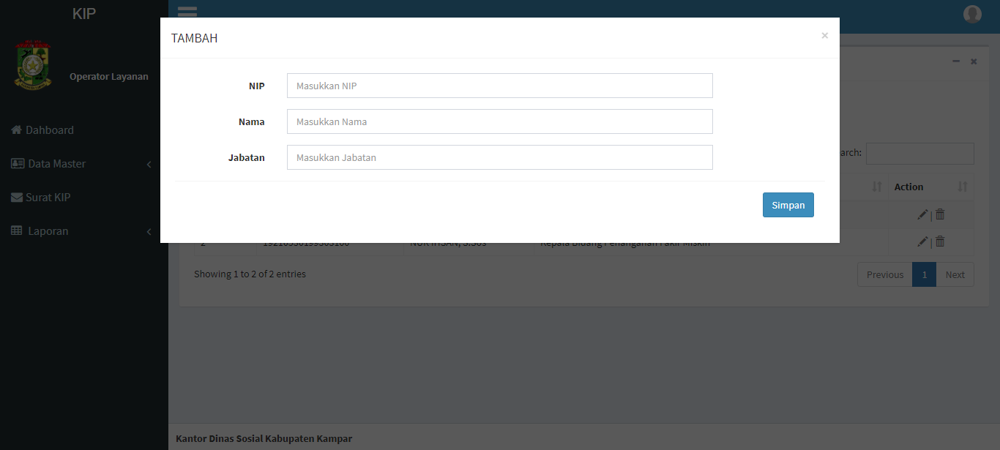 KIP
TAMBAH
×
Operator Layanan
NIP
Masukkan NIP
Nama
Masukkan Nama
Jabatan
Masukkan Jabatan
Simpan
Dahboard
Data Master
Surat KIP
Laporan
arch:
Action
|
2 NUR IHSAN, S.Sos Kepala Bidang Penanganan Fakir Miskin |
Showing 1 to 2 of 2 entries
Previous 1 Next
Kantor Dinas Sosial Kabupaten Kampar